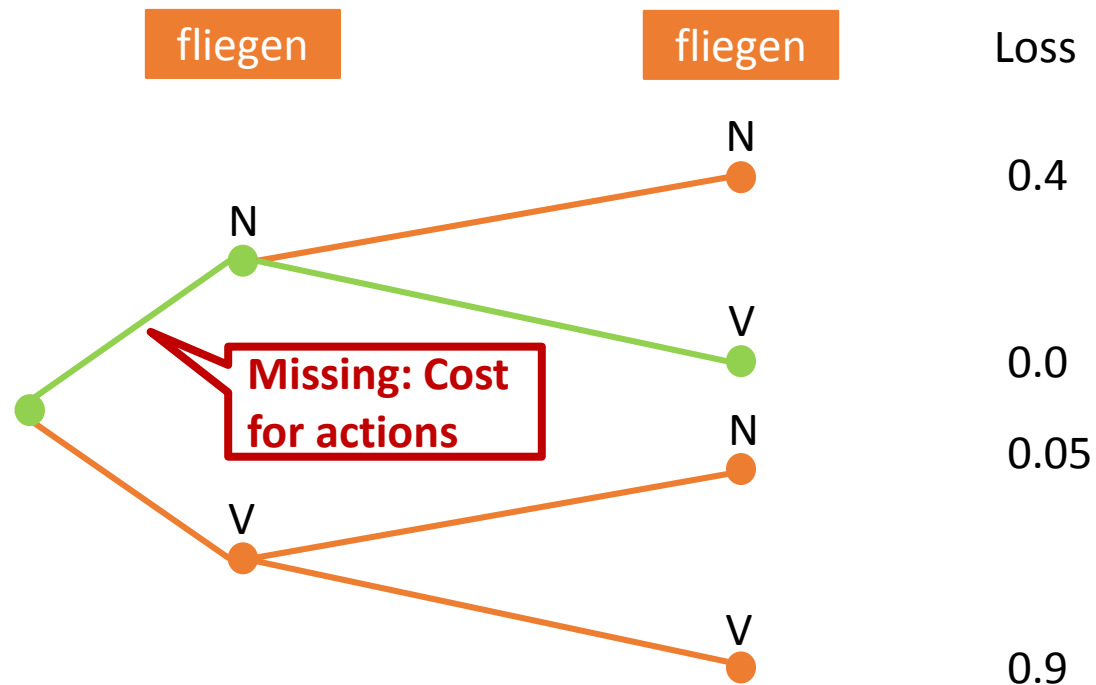 fliegen
fliegen
Loss
N
0.4
N
V
0.0
Missing: Cost
for actions
N
0.05
V
V
0.9